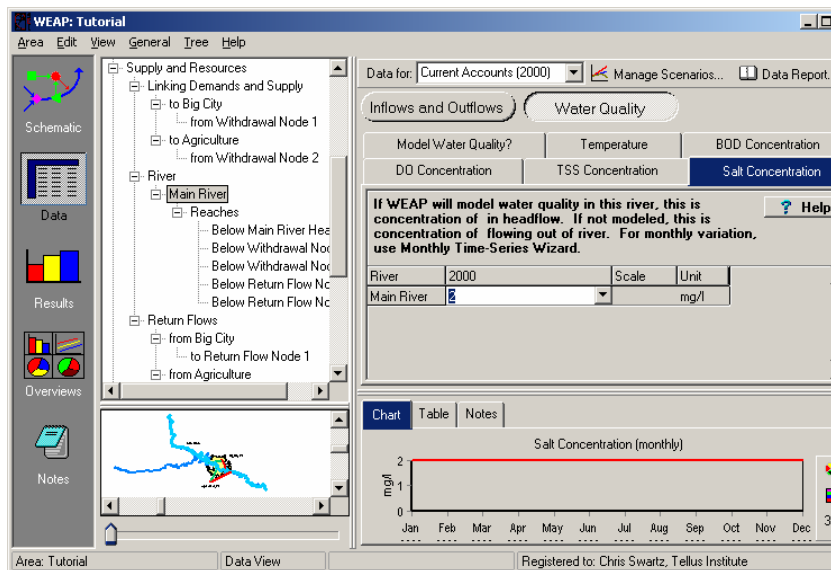 WEAP: Tutorial
Area Edit View General Tree Help
Schematic
Data
Results
Overviews
Notes
Supply and Resources
Linking Demands and Supply
to Big City
from Withdrawal Node 1
to Agriculture
from Withdrawal Node 2
River
Main River
Reaches
Below Main River Hea
Below Withdrawal Noc
Below Withdrawal Noc
Below Return Flow Nc
Below Return Flow Nc
Return Flows
from Big City
to Return Flow Node 1
from Agriculture
Data for: Current Accounts (2000) Manage Scenarios... Data Report.
Inflows and Outflows Water Quality
Model Water Quality? Temperature BOD Concentration
DO Concentration TSS Concentration Salt Concentration
If WEAP will model water quality in this river, this is
concentration of in headflow. If not modeled, this is
concentration of flowing out of river. For monthly variation,
use Monthly Time-Series Wizard.
? Help
River 2000 Scale Unit
Main River 2 mg/l
Chart Table Notes
Salt Concentration (monthly)
mg/l
2
1
0
Jan Feb Mar Apr May Jun Jul Aug Sep Oct Nov Dec
3
Area: Tutorial Data View Registered to: Chris Swartz, Tellus Institute